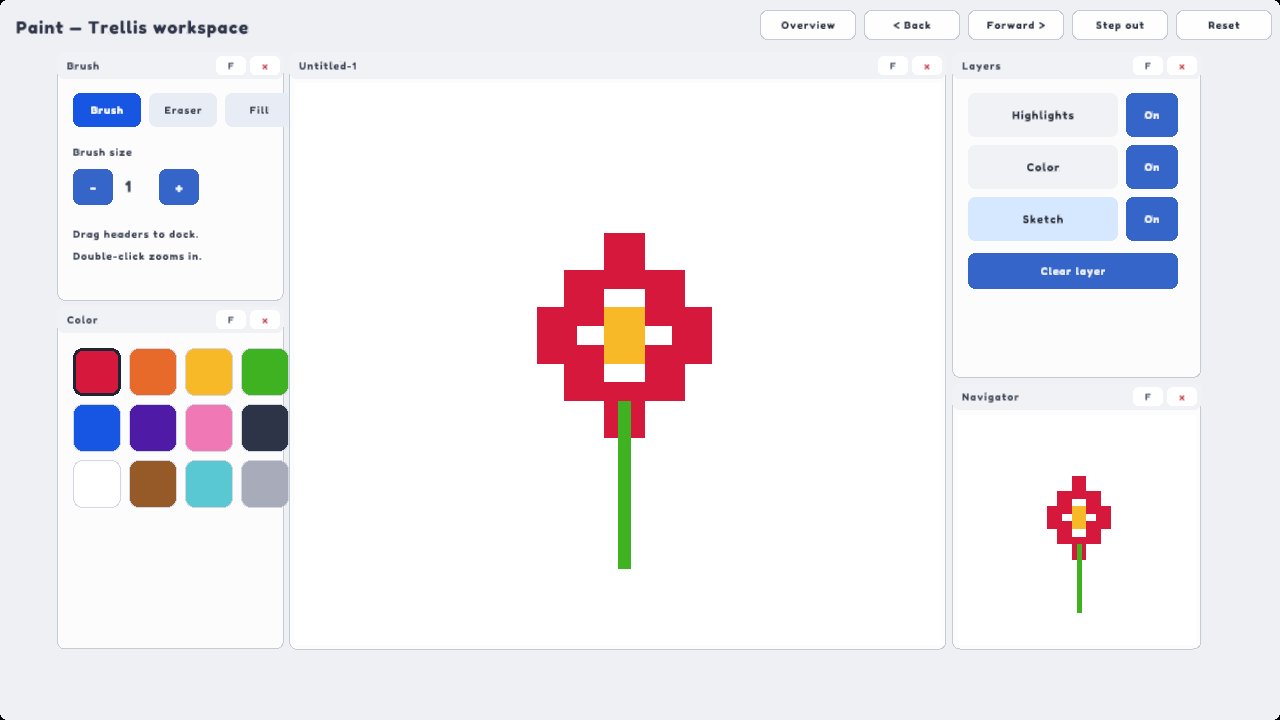 Paint — Trellis workspace
Overview
< Back
Forward >
Step out
Reset
Brush
F
×
Brush
Eraser
Fill
Brush size
-
1
+
Drag headers to dock.
Double-click zooms in.
Color
F
×
Untitled-1
F
×
Layers
F
×
Highlights
On
Color
On
Sketch
On
Clear layer
Navigator
F
×